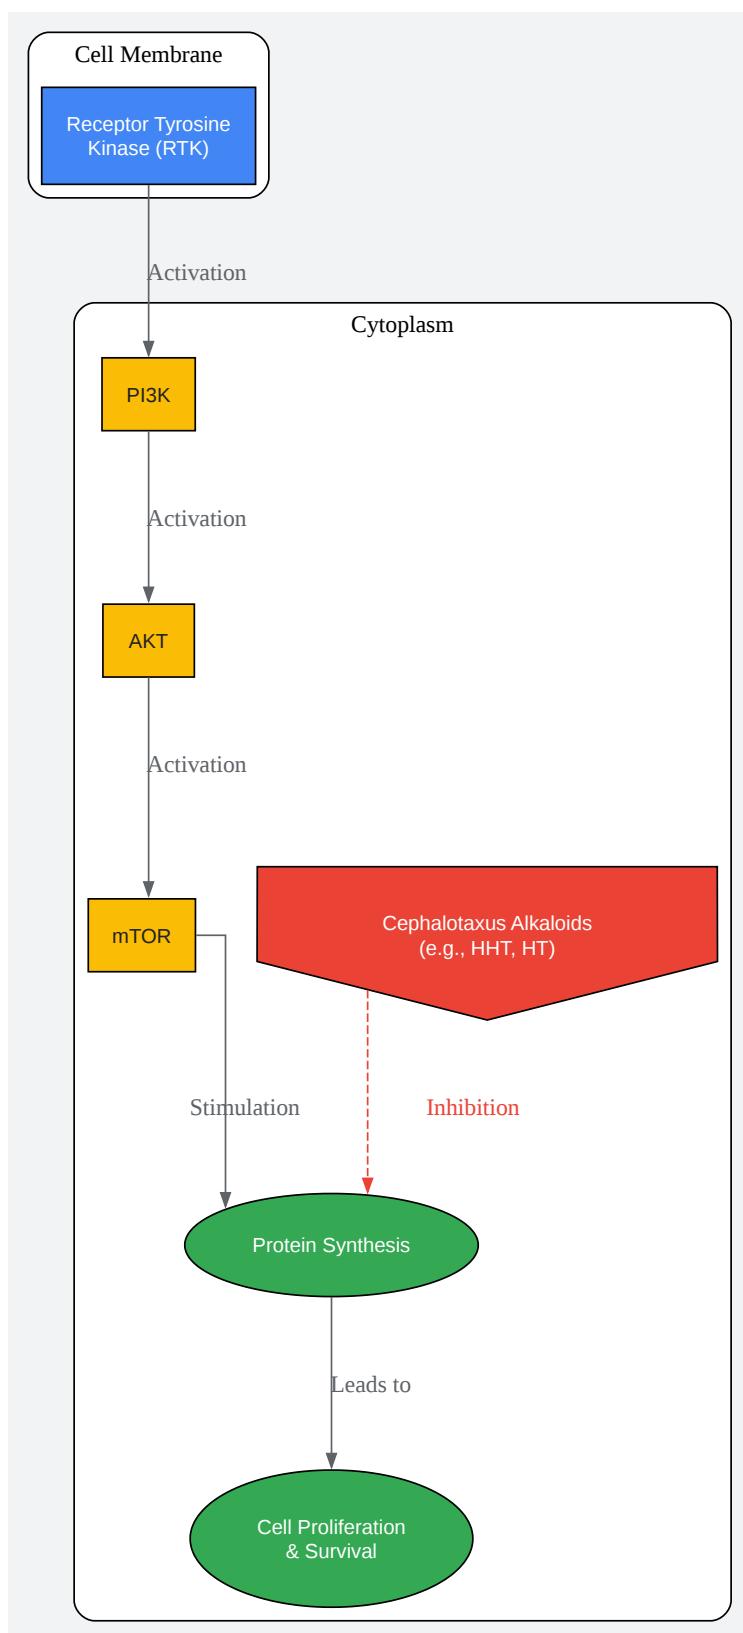 Cell Membrane
Receptor Tyrosine
Kinase (RTK)
Activation
Cytoplasm
PI3K
Activation
AKT
Activation
mTOR
Cephalotaxus Alkaloids
(e.g., HHT, HT)
Stimulation
Inhibition
Protein Synthesis
Leads to
Cell Proliferation
& Survival